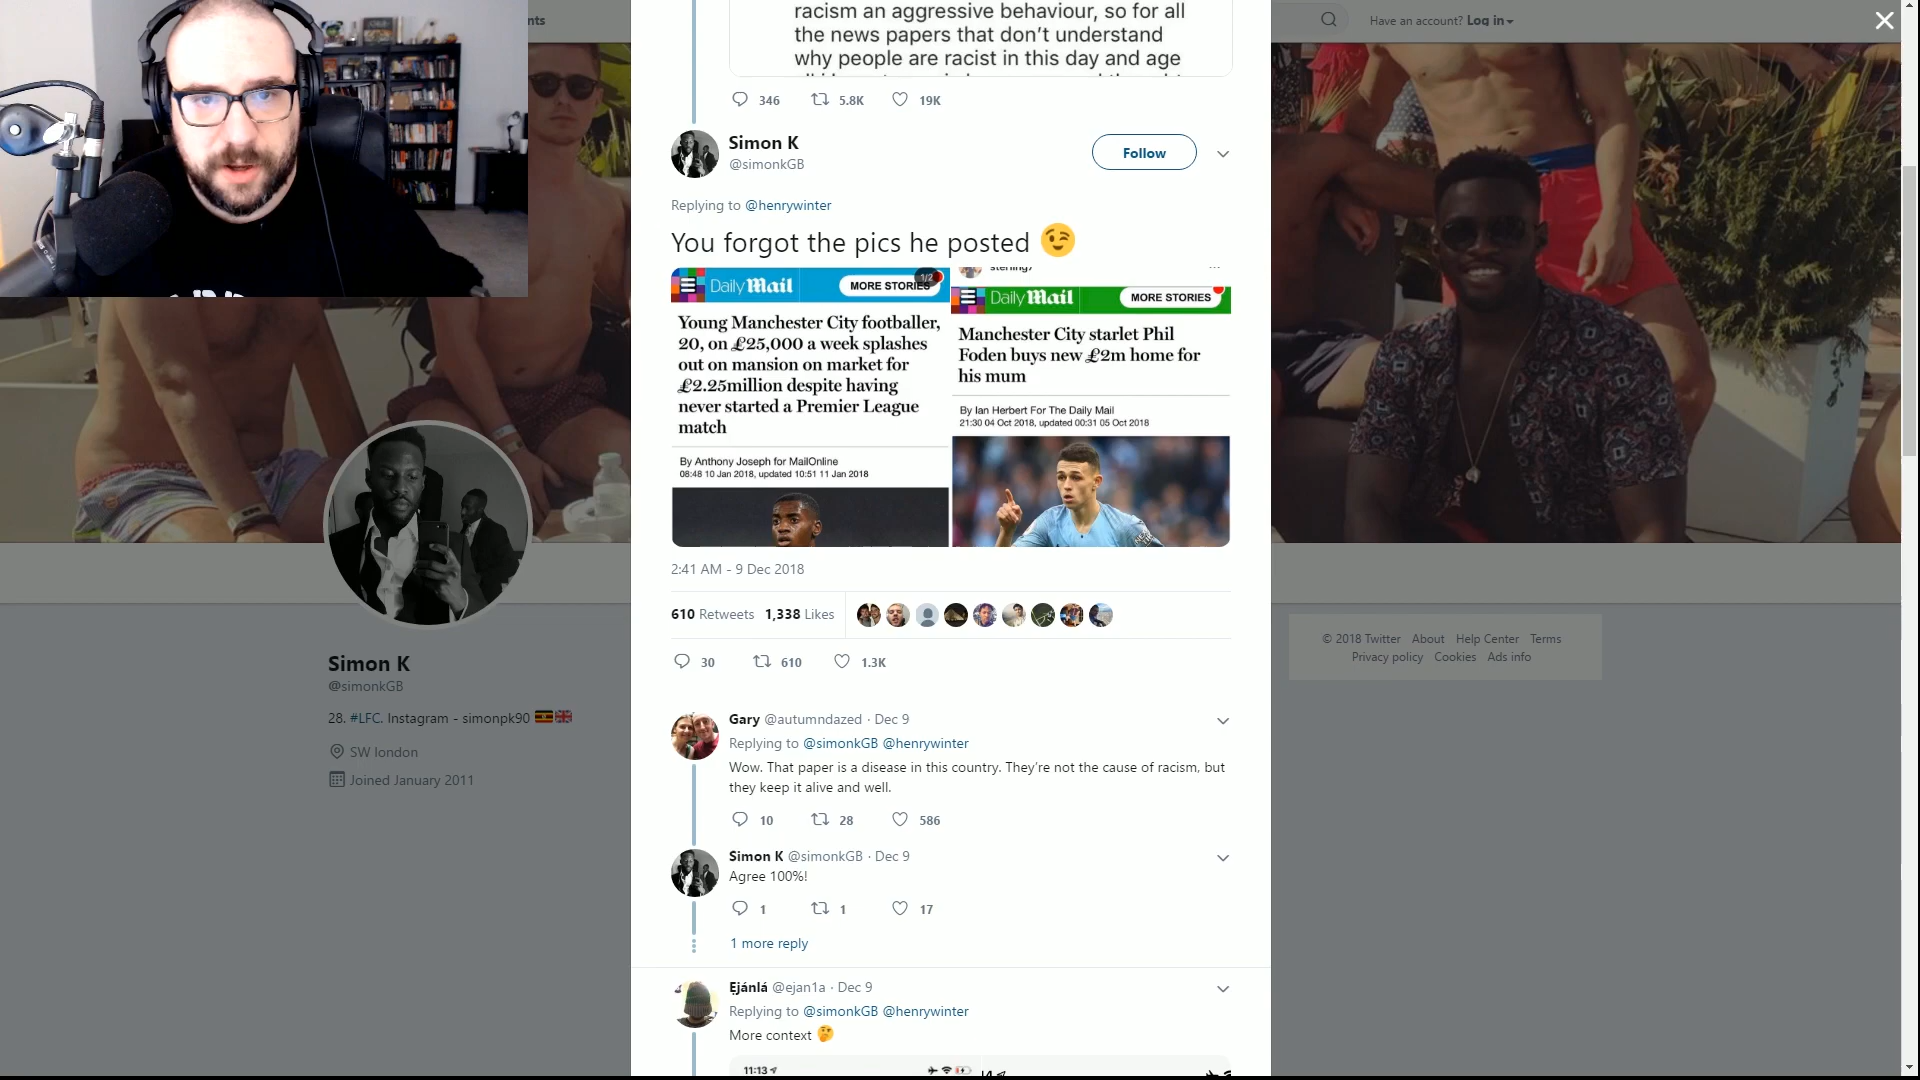 nts
Have an account? Log in
racism an aggressive behaviour, so for all
the news papers that don't understand
why people are racist in this day and age
346 5.8K 19K
Simon K
@simonkGB
Follow
Replying to @henrywinter
You forgot the pics he posted 😉
Daily Mail
MORE STORIES
1/2
Young Manchester City footballer,
20, on £25,000 a week splashes
out on mansion on market for
£2.25million despite having
never started a Premier League
match
By Anthony Joseph for MailOnline
08:48 10 Jan 2018, updated 10:51 11 Jan 2018
sterling7
Daily Mail
MORE STORIES
Manchester City starlet Phil
Foden buys new £2m home for
his mum
By Ian Herbert For The Daily Mail
21:30 04 Oct 2018, updated 00:31 05 Oct 2018
2:41 AM - 9 Dec 2018
610 Retweets 1,338 Likes
30 610 1.3K
Gary @autumndazed · Dec 9
Replying to @simonkGB @henrywinter
Wow. That paper is a disease in this country. They're not the cause of racism, but
they keep it alive and well.
10 28 586
Simon K @simonkGB · Dec 9
Agree 100%!
1 1 17
1 more reply
Ẹjánlá @ejan1a · Dec 9
Replying to @simonkGB @henrywinter
More context 🤔
11:13
Simon K
@simonkGB
28. #LFC. Instagram - simonpk90 🇺🇬🇬🇧
SW london
Joined January 2011
© 2018 Twitter About Help Center Terms
Privacy policy Cookies Ads info